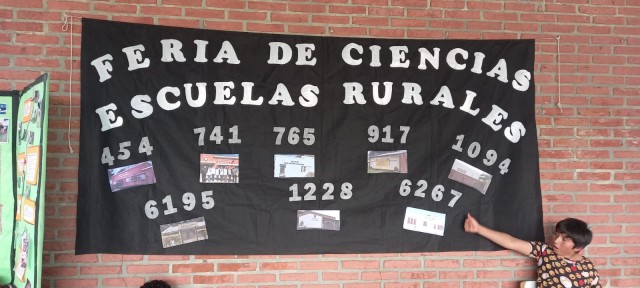 FERIA DE CIENCIAS
ESCUELAS RURALES
454 741 765 917 1094
6195 1228 6267